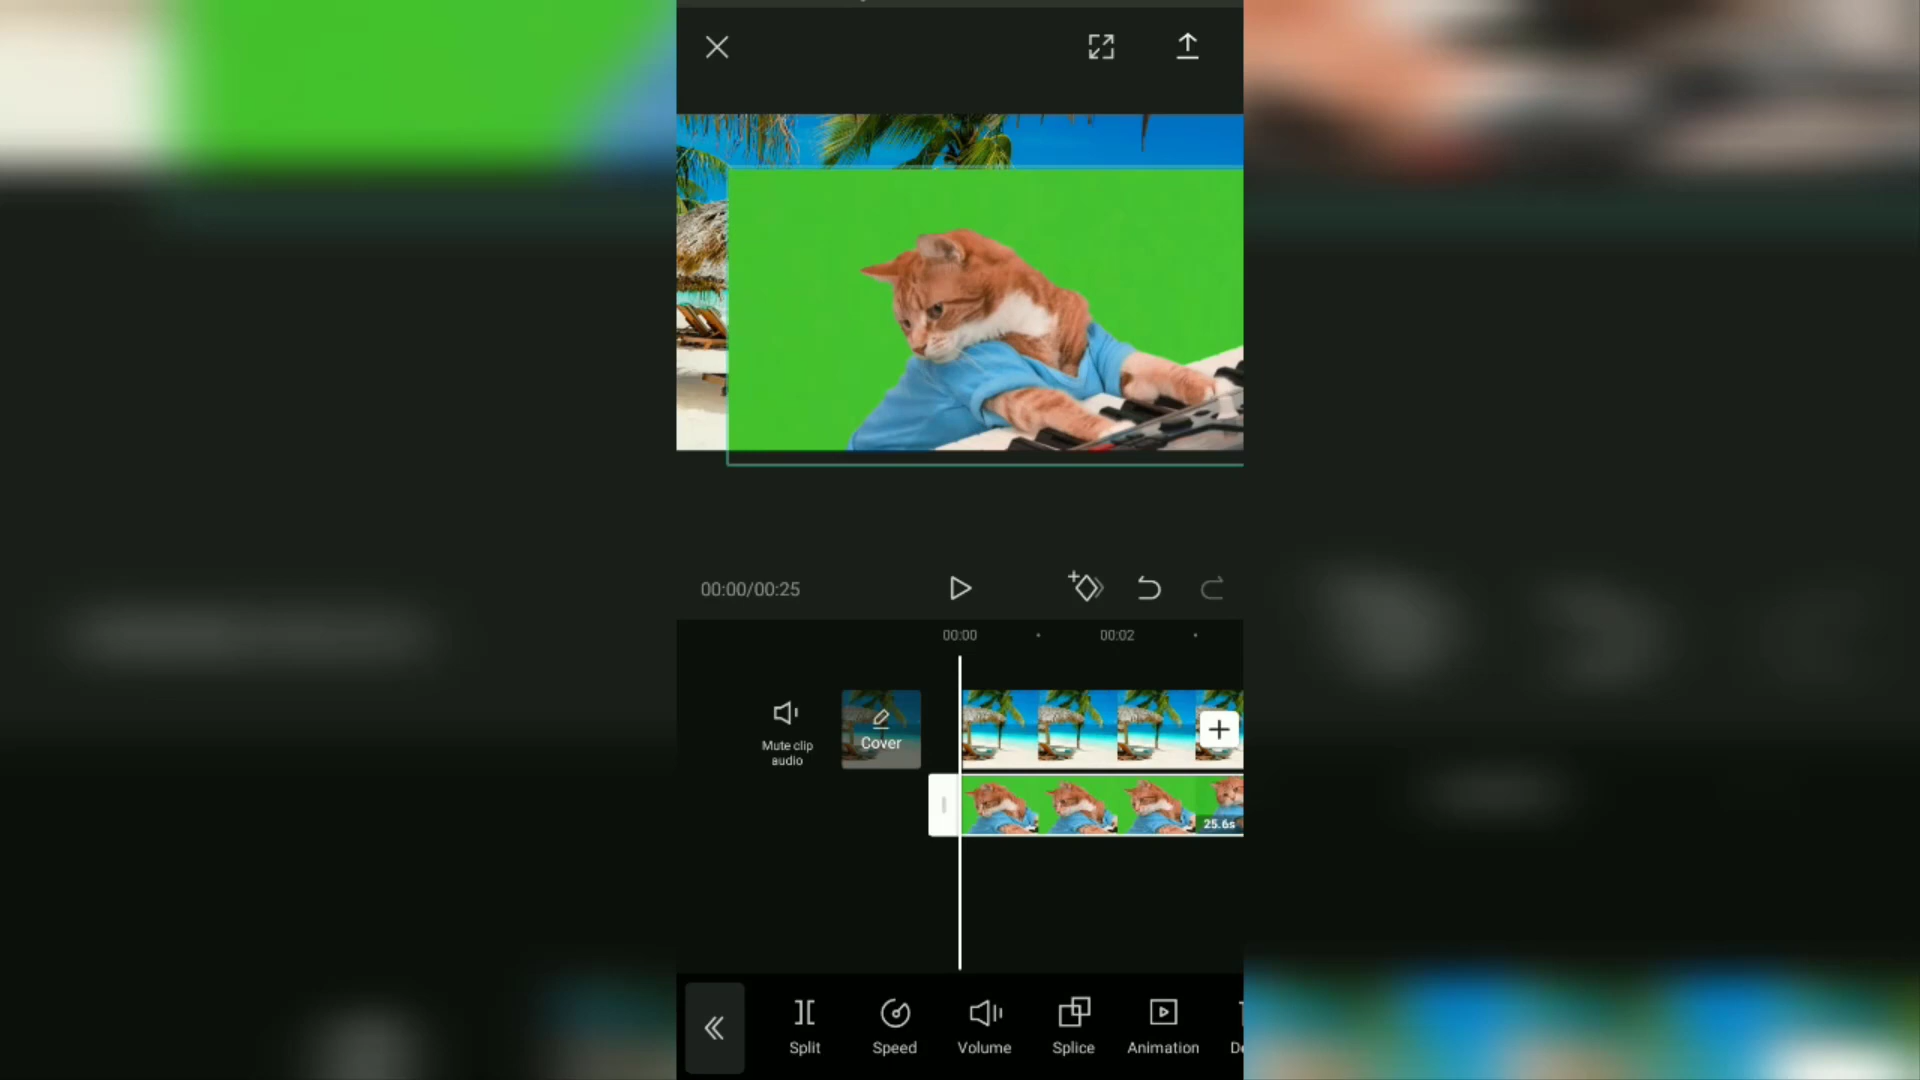 00:00/00:25
00:00
00:02
Mute clip
audio
Cover
25.6s
Split
Speed
Volume
Splice
Animation